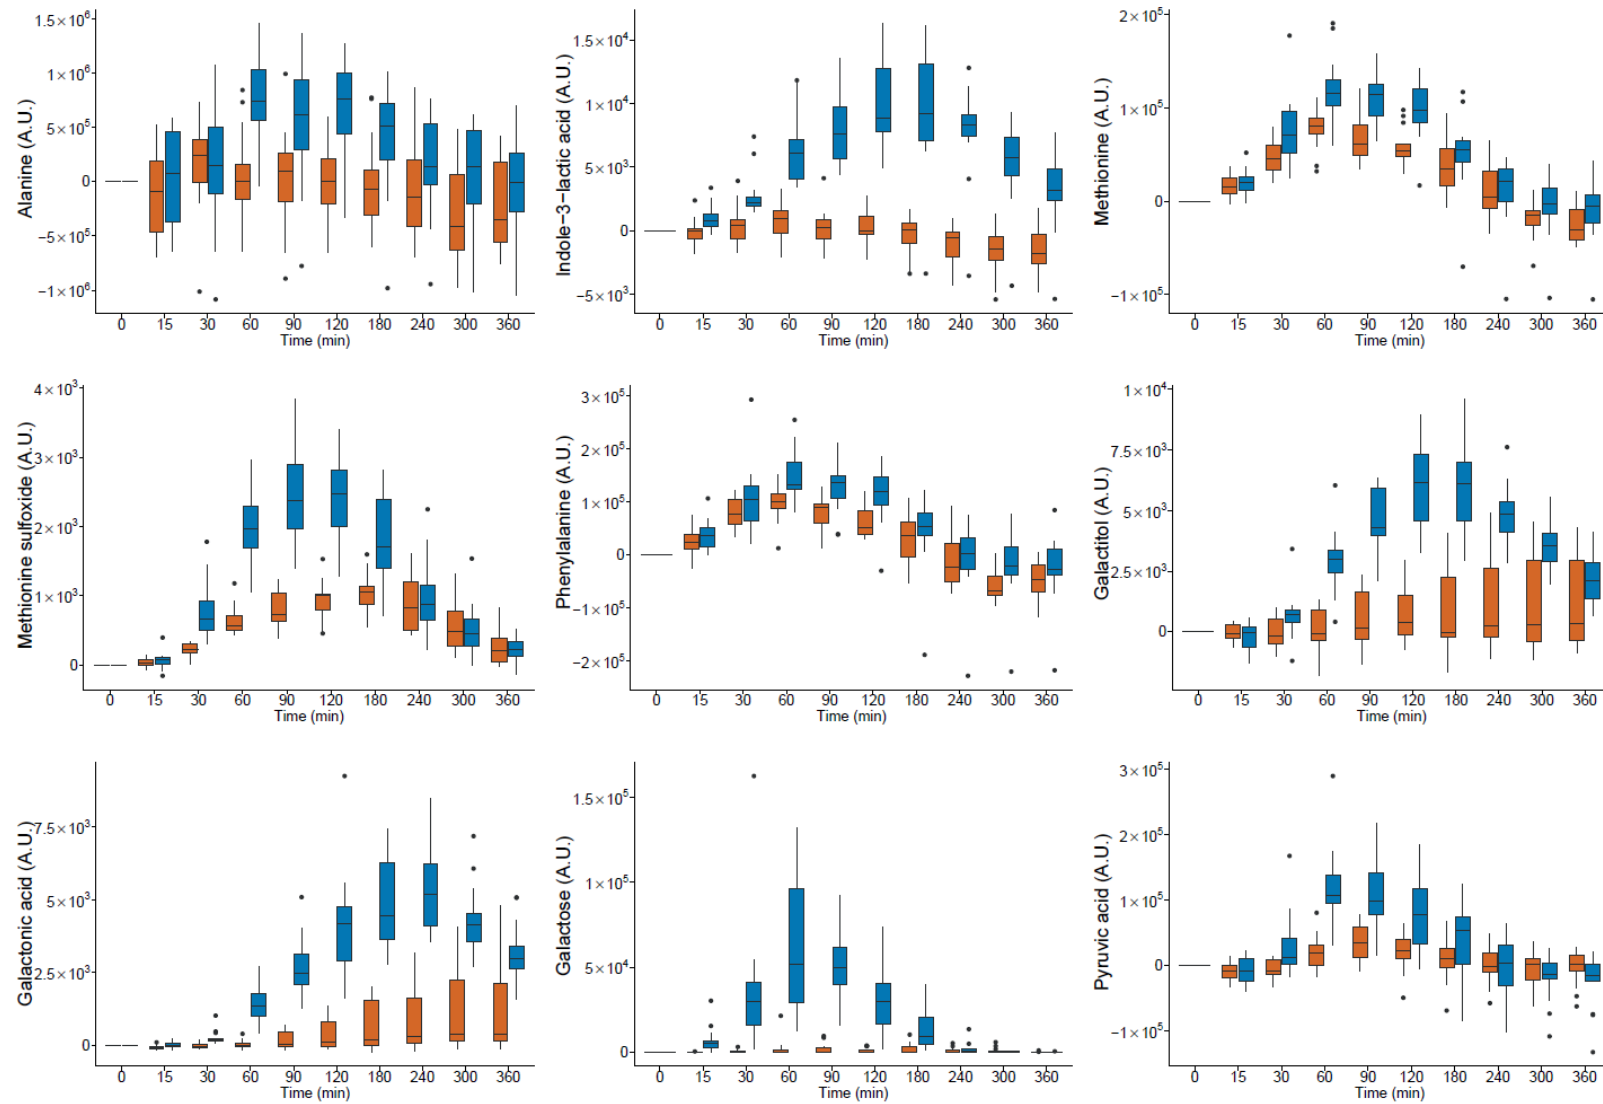 Alanine (A.U.)
1.5×10⁶
1×10⁶
5×10⁵
0
−5×10⁵
−1×10⁶
0 15 30 60 90 120 180 240 300 360
Time (min)
Indole−3−lactic acid (A.U.)
1.5×10⁴
1×10⁴
5×10³
0
−5×10³
0 15 30 60 90 120 180 240 300 360
Time (min)
Methionine (A.U.)
2×10⁵
1×10⁵
0
−1×10⁵
0 15 30 60 90 120 180 240 300 360
Time (min)
Methionine sulfoxide (A.U.)
4×10³
3×10³
2×10³
1×10³
0
0 15 30 60 90 120 180 240 300 360
Time (min)
Phenylalanine (A.U.)
3×10⁵
2×10⁵
1×10⁵
0
−1×10⁵
−2×10⁵
0 15 30 60 90 120 180 240 300 360
Time (min)
Galactitol (A.U.)
1×10⁴
7.5×10³
5×10³
2.5×10³
0
0 15 30 60 90 120 180 240 300 360
Time (min)
Galactonic acid (A.U.)
7.5×10³
5×10³
2.5×10³
0
0 15 30 60 90 120 180 240 300 360
Time (min)
Galactose (A.U.)
1.5×10⁵
1×10⁵
5×10⁴
0
0 15 30 60 90 120 180 240 300 360
Time (min)
Pyruvic acid (A.U.)
3×10⁵
2×10⁵
1×10⁵
0
−1×10⁵
0 15 30 60 90 120 180 240 300 360
Time (min)